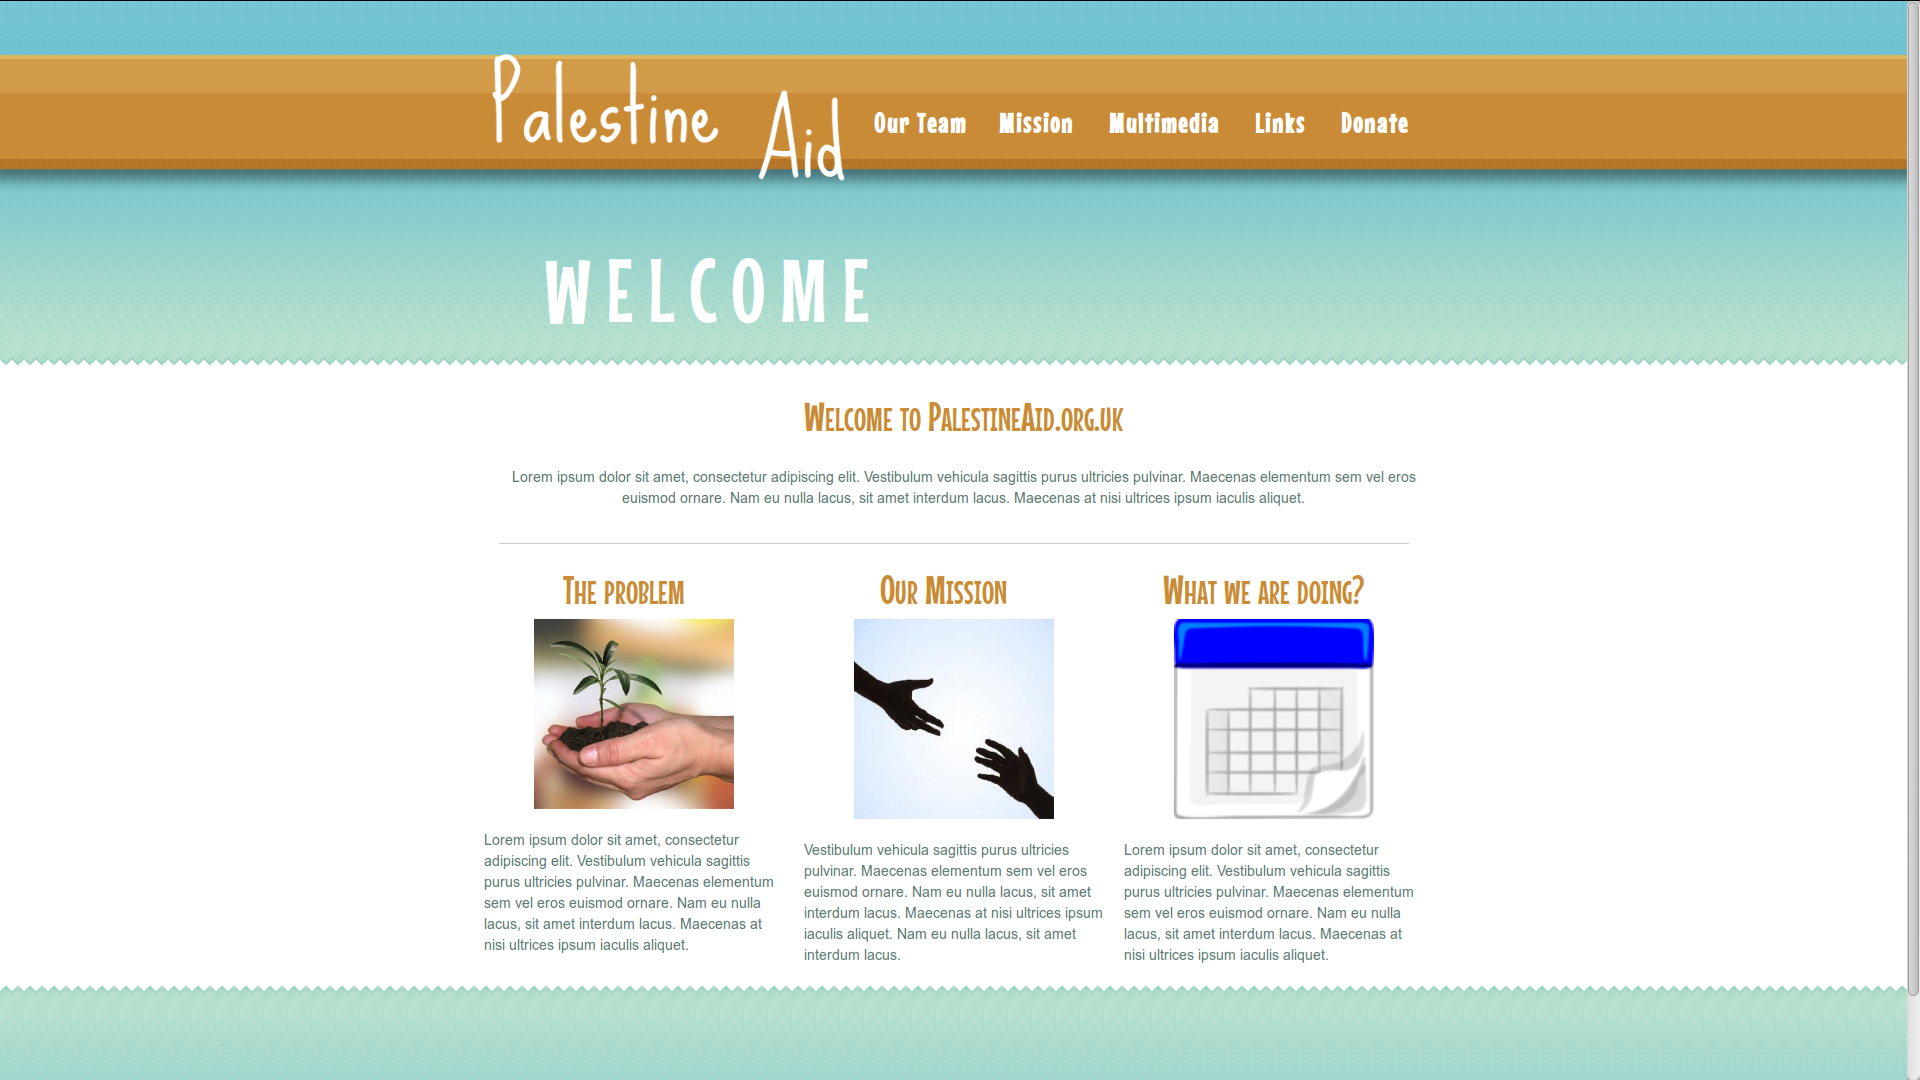 Palestine Aid
Our Team Mission Multimedia Links Donate
WELCOME
Welcome to PalestineAid.org.uk
Lorem ipsum dolor sit amet, consectetur adipiscing elit. Vestibulum vehicula sagittis purus ultricies pulvinar. Maecenas elementum sem vel eros
euismod ornare. Nam eu nulla lacus, sit amet interdum lacus. Maecenas at nisi ultrices ipsum iaculis aliquet.
The problem
Lorem ipsum dolor sit amet, consectetur
adipiscing elit. Vestibulum vehicula sagittis
purus ultricies pulvinar. Maecenas elementum
sem vel eros euismod ornare. Nam eu nulla
lacus, sit amet interdum lacus. Maecenas at
nisi ultrices ipsum iaculis aliquet.
Our Mission
Vestibulum vehicula sagittis purus ultricies
pulvinar. Maecenas elementum sem vel eros
euismod ornare. Nam eu nulla lacus, sit amet
interdum lacus. Maecenas at nisi ultrices ipsum
iaculis aliquet. Nam eu nulla lacus, sit amet
interdum lacus.
What we are doing?
Lorem ipsum dolor sit amet, consectetur
adipiscing elit. Vestibulum vehicula sagittis
purus ultricies pulvinar. Maecenas elementum
sem vel eros euismod ornare. Nam eu nulla
lacus, sit amet interdum lacus. Maecenas at
nisi ultrices ipsum iaculis aliquet.